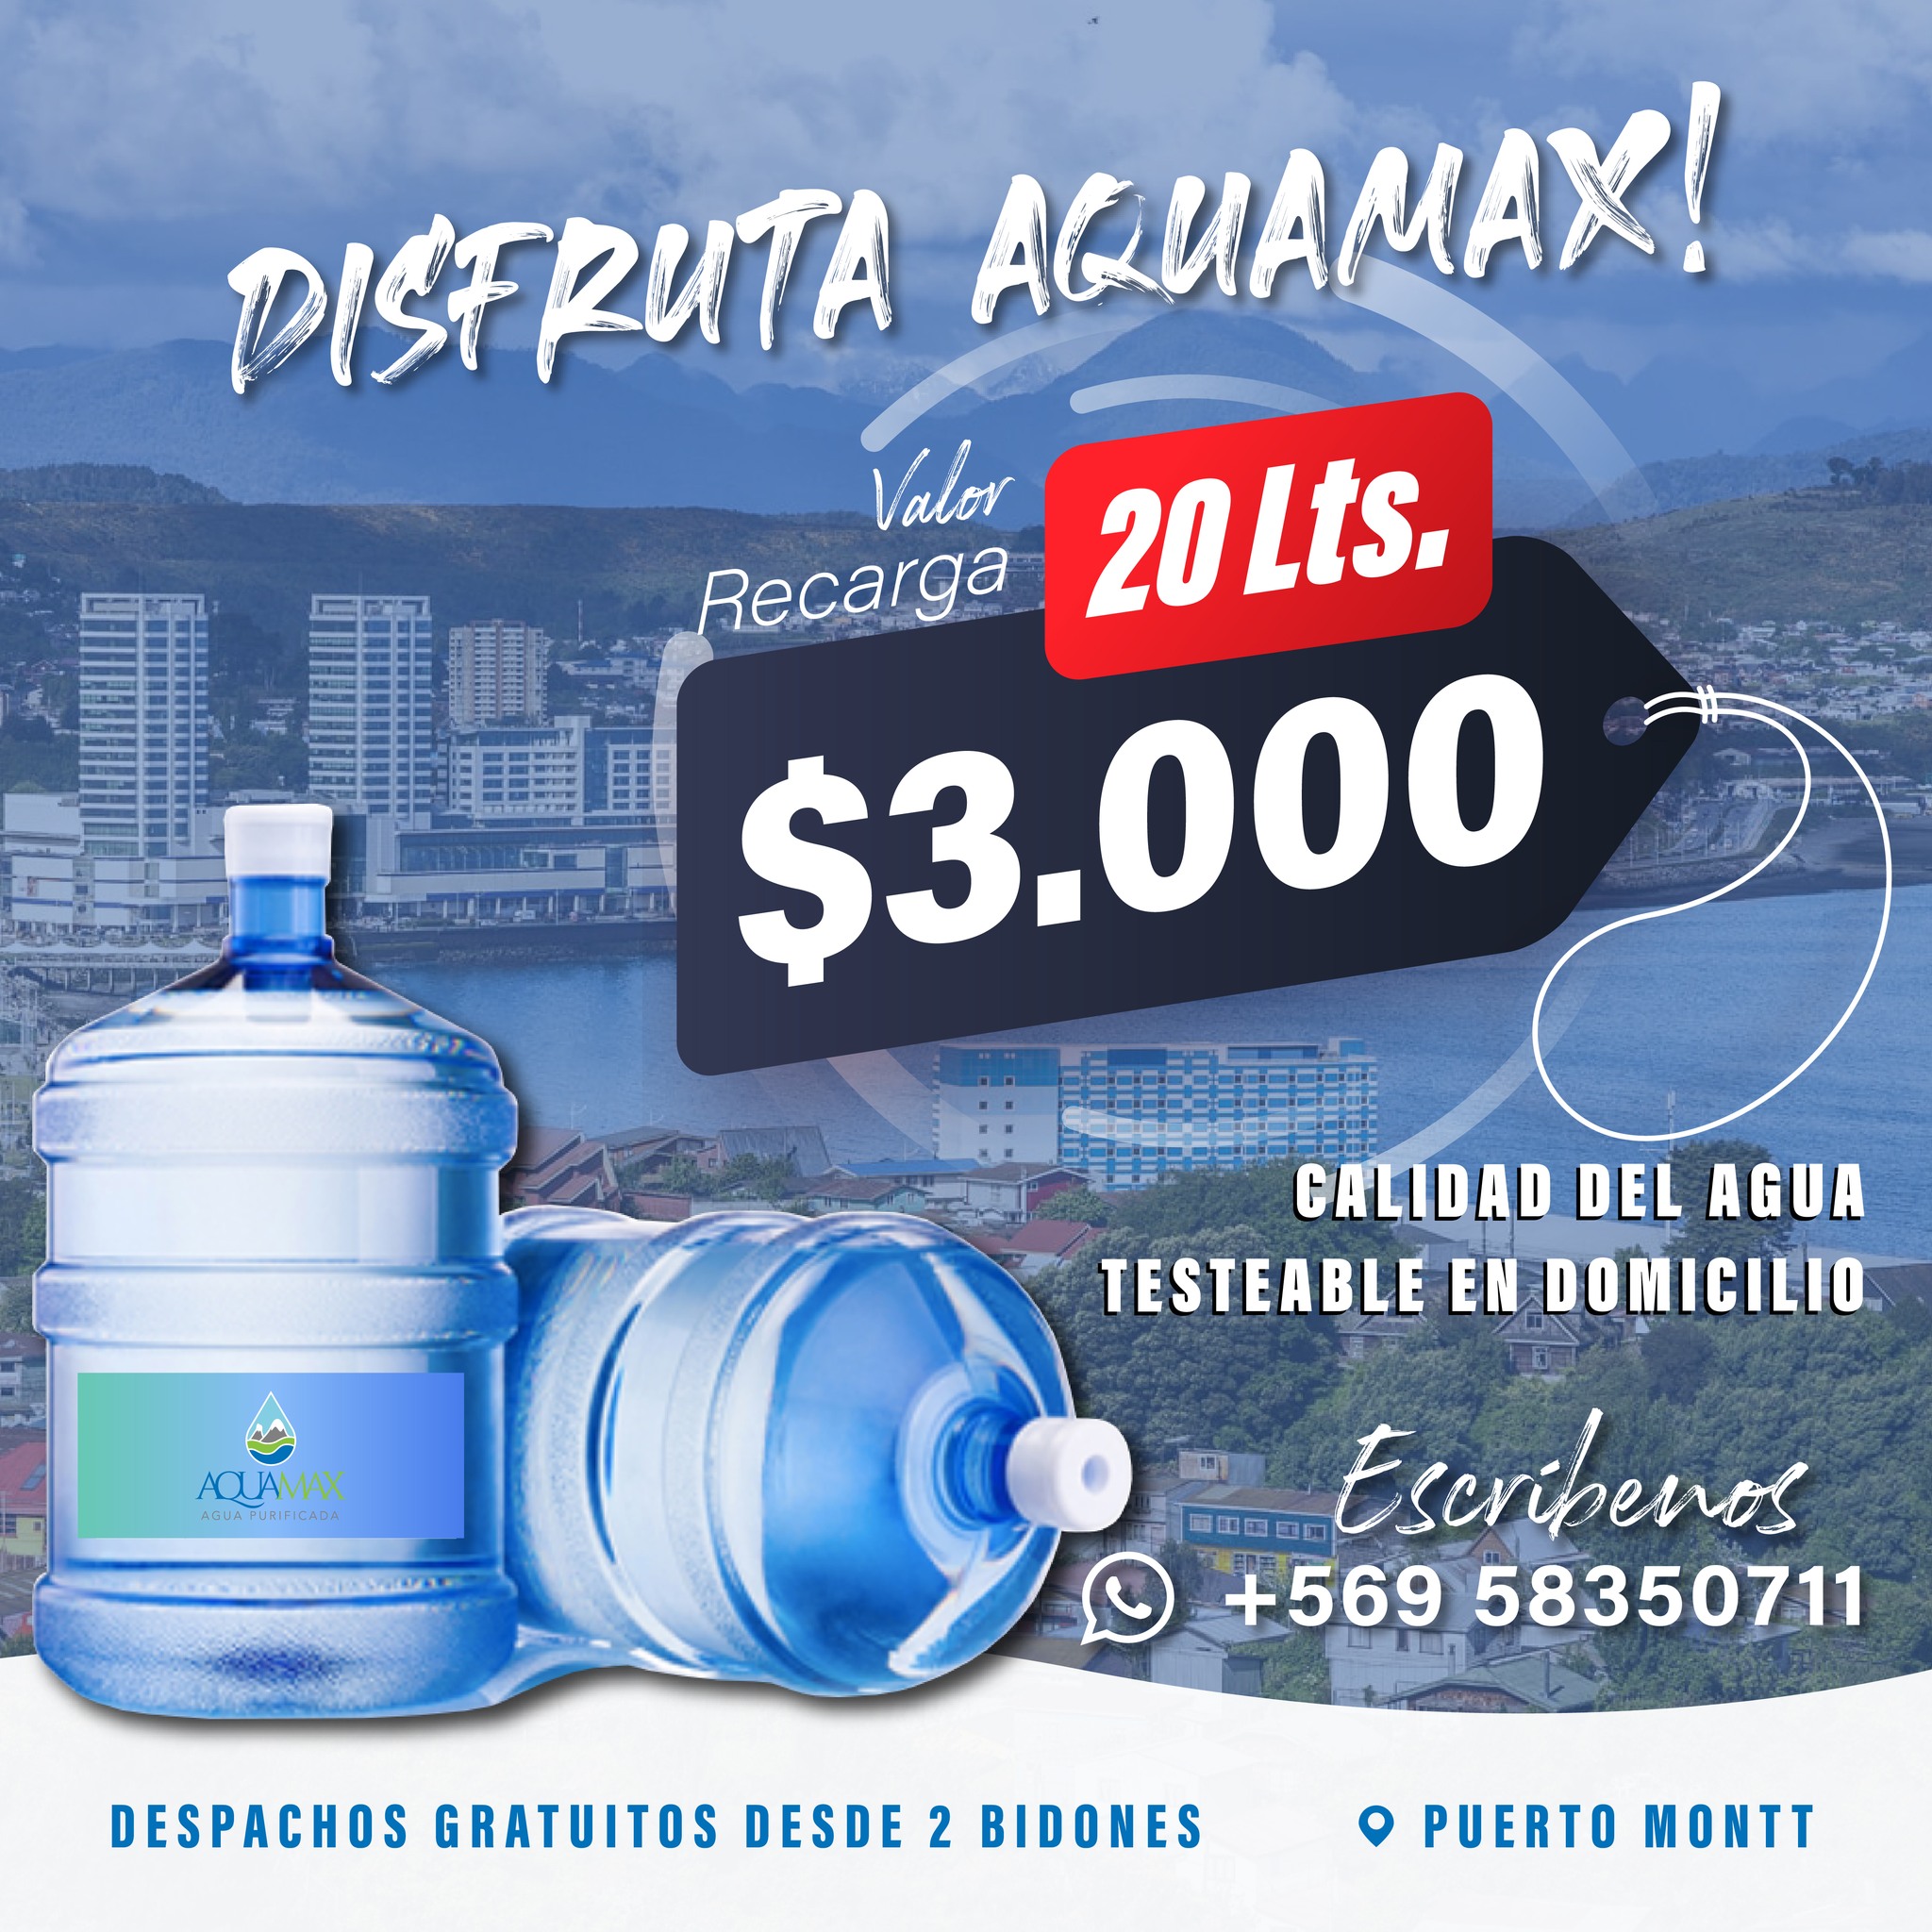 DISFRUTA AQUAMAX!
Valor
Recarga
20 Lts.
$3.000
CALIDAD DEL AGUA
TESTEABLE EN DOMICILIO
AQUAMAX
AGUA PURIFICADA
Escríbenos
+569 58350711
DESPACHOS GRATUITOS DESDE 2 BIDONES
PUERTO MONTT